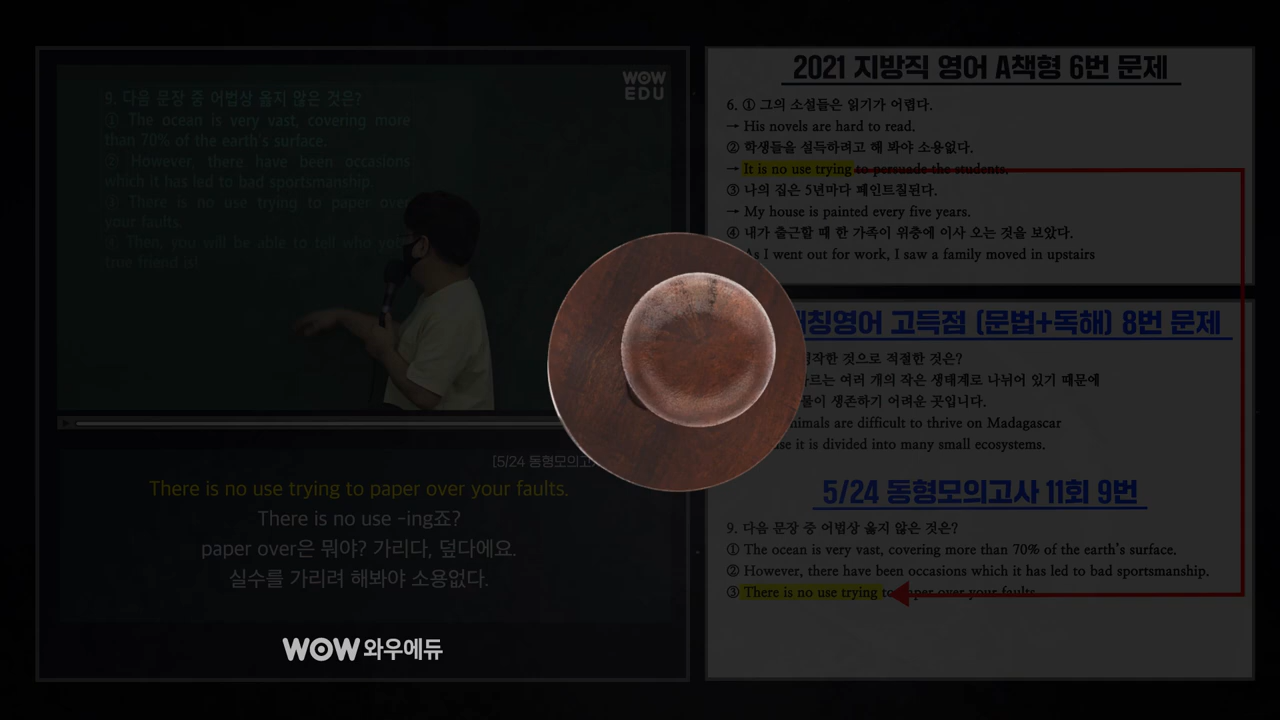 WOW
EDU
9. 다음 문장 중 어법상 옳지 않은 것은?
① The ocean is very vast, covering more
than 70% of the earth's surface.
② However, there have been occasions
which it has led to bad sportsmanship.
③ There is no use trying to paper over
your faults.
④ Then, you will be able to tell who your
true friend is!
[5/24 동형모의고
There is no use trying to paper over your faults.
There is no use -ing죠?
paper over은 뭐야? 가리다, 덮다에요.
실수를 가리려 해봐야 소용없다.
WOW 와우에듀
2021 지방직 영어 A책형 6번 문제
6. ① 그의 소설들은 읽기가 어렵다.
→ His novels are hard to read.
② 학생들을 설득하려고 해 봐야 소용없다.
→ It is no use trying to persuade the students.
③ 나의 집은 5년마다 페인트칠된다.
→ My house is painted every five years.
④ 내가 출근할 때 한 가족이 위층에 이사 오는 것을 보았다.
As I went out for work, I saw a family moved in upstairs
칭영어 고득점 (문법+독해) 8번 문제
작한 것으로 적절한 것은?
르는 여러 개의 작은 생태계로 나뉘어 있기 때문에
물이 생존하기 어려운 곳입니다.
nimals are difficult to thrive on Madagascar
use it is divided into many small ecosystems.
5/24 동형모의고사 11회 9번
9. 다음 문장 중 어법상 옳지 않은 것은?
① The ocean is very vast, covering more than 70% of the earth's surface.
② However, there have been occasions which it has led to bad sportsmanship.
③ There is no use trying to paper over your faults.